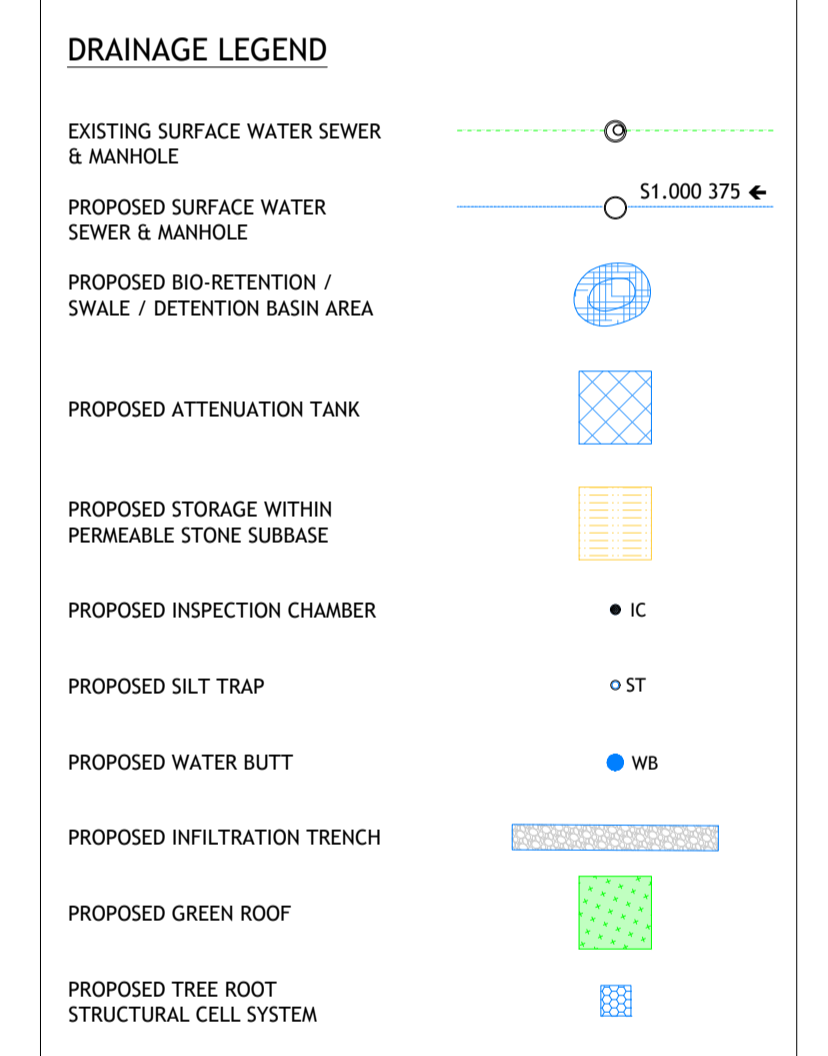 DRAINAGE LEGEND
EXISTING SURFACE WATER SEWER
& MANHOLE
S1.000 375 ←
PROPOSED SURFACE WATER
SEWER & MANHOLE
PROPOSED BIO-RETENTION /
SWALE / DETENTION BASIN AREA
PROPOSED ATTENUATION TANK
PROPOSED STORAGE WITHIN
PERMEABLE STONE SUBBASE
PROPOSED INSPECTION CHAMBER
IC
PROPOSED SILT TRAP
ST
PROPOSED WATER BUTT
WB
PROPOSED INFILTRATION TRENCH
PROPOSED GREEN ROOF
PROPOSED TREE ROOT
STRUCTURAL CELL SYSTEM